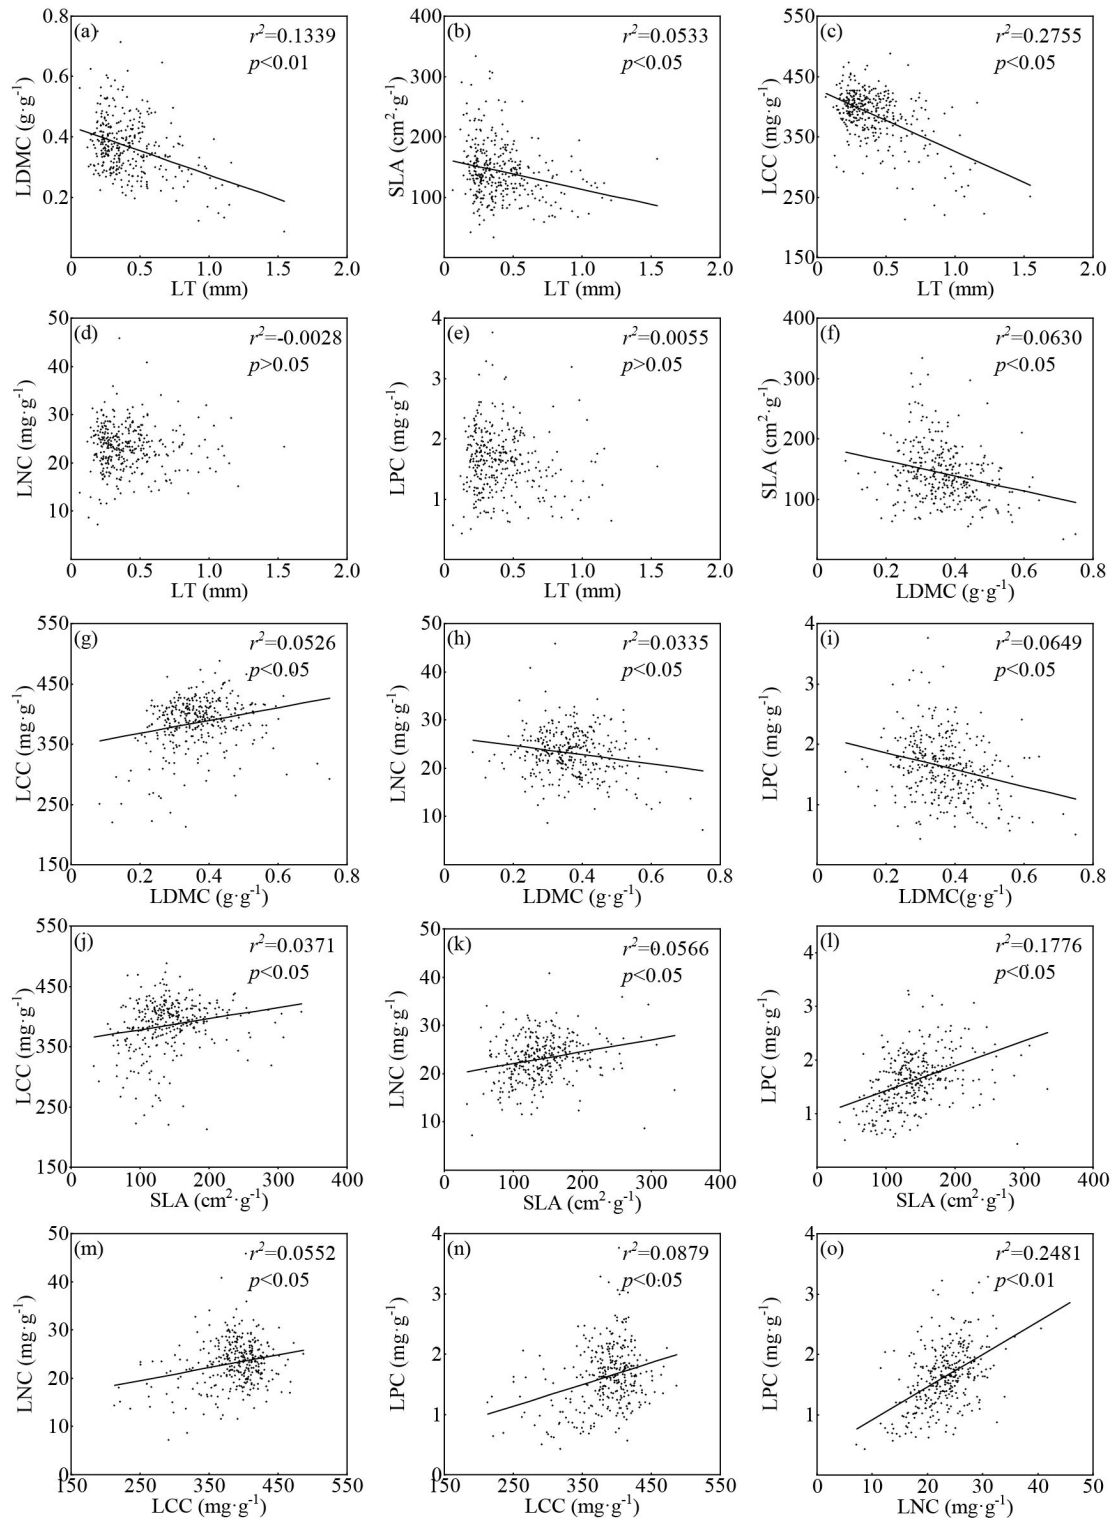 (a)
r²=0.1339
p<0.01
0.8
0.6
0.4
0.2
LDMC (g·g⁻¹)
0 0.5 1.0 1.5 2.0
LT (mm)
(b)
r²=0.0533
p<0.05
400
300
200
100
SLA (cm²·g⁻¹)
0 0.5 1.0 1.5 2.0
LT (mm)
(c)
r²=0.2755
p<0.05
550
450
350
250
150
LCC (mg·g⁻¹)
0 0.5 1.0 1.5 2.0
LT (mm)
(d)
r²=-0.0028
p>0.05
50
40
30
20
10
LNC (mg·g⁻¹)
0 0.5 1.0 1.5 2.0
LT (mm)
(e)
r²=0.0055
p>0.05
4
3
2
1
LPC (mg·g⁻¹)
0 0.5 1.0 1.5 2.0
LT (mm)
(f)
r²=0.0630
p<0.05
400
300
200
100
SLA (cm²·g⁻¹)
0 0.2 0.4 0.6 0.8
LDMC (g·g⁻¹)
(g)
r²=0.0526
p<0.05
550
450
350
250
150
LCC (mg·g⁻¹)
0 0.2 0.4 0.6 0.8
LDMC (g·g⁻¹)
(h)
r²=0.0335
p<0.05
50
40
30
20
10
LNC (mg·g⁻¹)
0 0.2 0.4 0.6 0.8
LDMC (g·g⁻¹)
(i)
r²=0.0649
p<0.05
4
3
2
1
LPC (mg·g⁻¹)
0 0.2 0.4 0.6 0.8
LDMC(g·g⁻¹)
(j)
r²=0.0371
p<0.05
550
450
350
250
150
LCC (mg·g⁻¹)
0 100 200 300 400
SLA (cm²·g⁻¹)
(k)
r²=0.0566
p<0.05
50
40
30
20
10
LNC (mg·g⁻¹)
0 100 200 300 400
SLA (cm²·g⁻¹)
(l)
r²=0.1776
p<0.05
4
3
2
1
LPC (mg·g⁻¹)
0 100 200 300 400
SLA (cm²·g⁻¹)
(m)
r²=0.0552
p<0.05
50
40
30
20
10
0
LNC (mg·g⁻¹)
150 250 350 450 550
LCC (mg·g⁻¹)
(n)
r²=0.0879
p<0.05
4
3
2
1
0
LPC (mg·g⁻¹)
150 250 350 450 550
LCC (mg·g⁻¹)
(o)
r²=0.2481
p<0.01
4
3
2
1
LPC (mg·g⁻¹)
0 10 20 30 40 50
LNC (mg·g⁻¹)